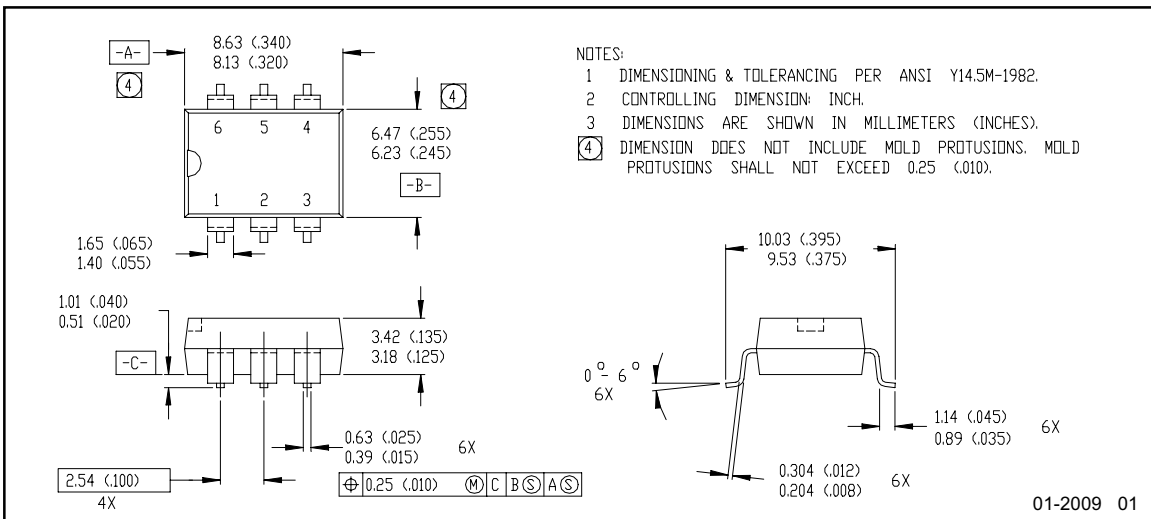 -A-
4
8.63 (.340)
8.13 (.320)
4
6 5 4
1 2 3
6.47 (.255)
6.23 (.245)
-B-
1.65 (.065)
1.40 (.055)
NOTES:
1 DIMENSIONING & TOLERANCING PER ANSI Y14.5M-1982.
2 CONTROLLING DIMENSION: INCH.
3 DIMENSIONS ARE SHOWN IN MILLIMETERS (INCHES).
4 DIMENSION DOES NOT INCLUDE MOLD PROTUSIONS. MOLD
PROTUSIONS SHALL NOT EXCEED 0.25 (.010).
1.01 (.040)
0.51 (.020)
-C-
3.42 (.135)
3.18 (.125)
0.63 (.025)
0.39 (.015)
6X
2.54 (.100)
4X
⌖ 0.25 (.010) Ⓜ C B Ⓢ A Ⓢ
10.03 (.395)
9.53 (.375)
0° - 6°
6X
1.14 (.045)
0.89 (.035)
6X
0.304 (.012)
0.204 (.008)
6X
01-2009 01